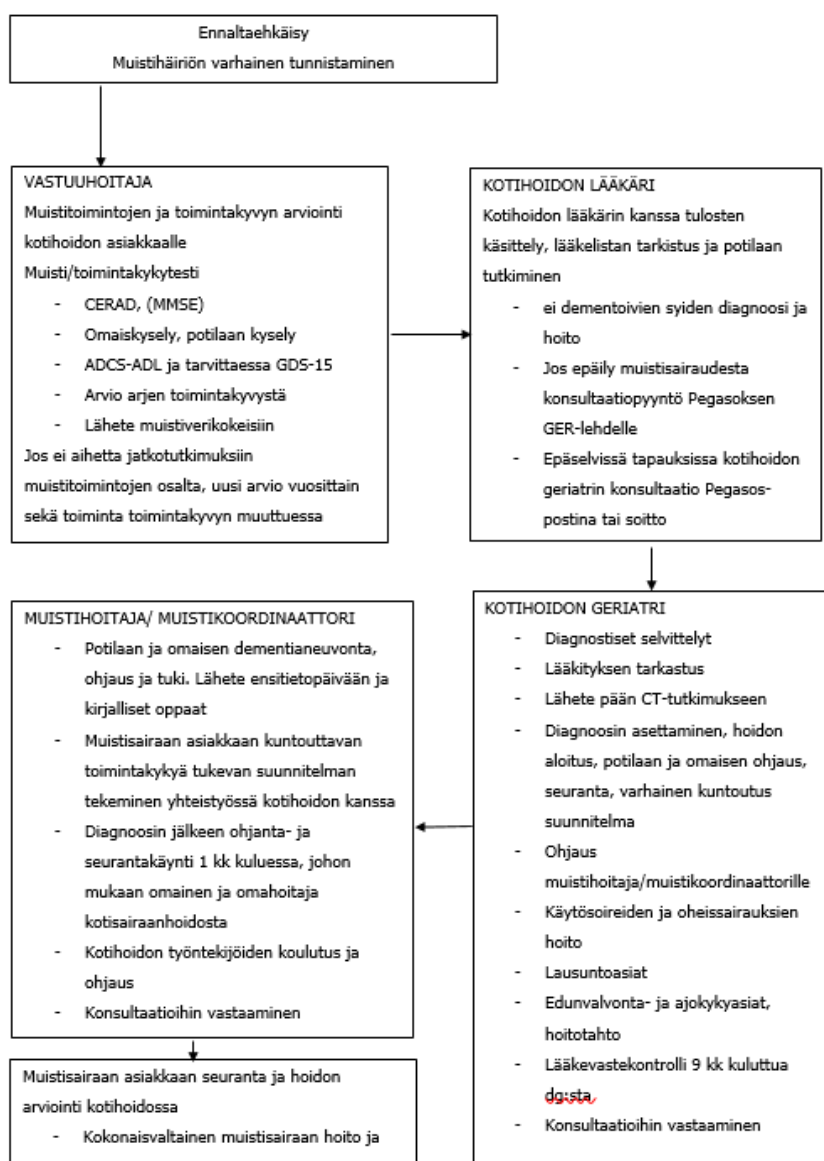 Ennaltaehkäisy
Muistihäiriön varhainen tunnistaminen
VASTUUHOITAJA
Muistitoimintojen ja toimintakyvyn arviointi
kotihoidon asiakkaalle
Muisti/toimintakykytesti
- CERAD, (MMSE)
- Omaiskysely, potilaan kysely
- ADCS-ADL ja tarvittaessa GDS-15
- Arvio arjen toimintakyvystä
- Lähete muistiverikokeisiin
Jos ei aihetta jatkotutkimuksiin
muistitoimintojen osalta, uusi arvio vuosittain
sekä toiminta toimintakyvyn muuttuessa
KOTIHOIDON LÄÄKÄRI
Kotihoidon lääkärin kanssa tulosten
käsittely, lääkelistan tarkistus ja potilaan
tutkiminen
- ei dementoivien syiden diagnoosi ja
hoito
- Jos epäily muistisairaudesta
konsultaatiopyyntö Pegasoksen
GER-lehdelle
- Epäselvissä tapauksissa kotihoidon
geriatrin konsultaatio Pegasos-
postina tai soitto
KOTIHOIDON GERIATRI
- Diagnostiset selvittelyt
- Lääkityksen tarkastus
- Lähete pään CT-tutkimukseen
- Diagnoosin asettaminen, hoidon
aloitus, potilaan ja omaisen ohjaus,
seuranta, varhainen kuntoutus
suunnitelma
- Ohjaus
muistihoitaja/muistikoordinaattorille
- Käytösoireiden ja oheissairauksien
hoito
- Lausuntoasiat
- Edunvalvonta- ja ajokykyasiat,
hoitotahto
- Lääkevastekontrolli 9 kk kuluttua
dg:sta
- Konsultaatioihin vastaaminen
MUISTIHOITAJA/ MUISTIKOORDINAATTORI
- Potilaan ja omaisen dementianeuvonta,
ohjaus ja tuki. Lähete ensitietopäivään ja
kirjalliset oppaat
- Muistisairaan asiakkaan kuntouttavan
toimintakykyä tukevan suunnitelman
tekeminen yhteistyössä kotihoidon kanssa
- Diagnoosin jälkeen ohjanta- ja
seurantakäynti 1 kk kuluessa, johon
mukaan omainen ja omahoitaja
kotisairaanhoidosta
- Kotihoidon työntekijöiden koulutus ja
ohjaus
- Konsultaatioihin vastaaminen
Muistisairaan asiakkaan seuranta ja hoidon
arviointi kotihoidossa
- Kokonaisvaltainen muistisairaan hoito ja